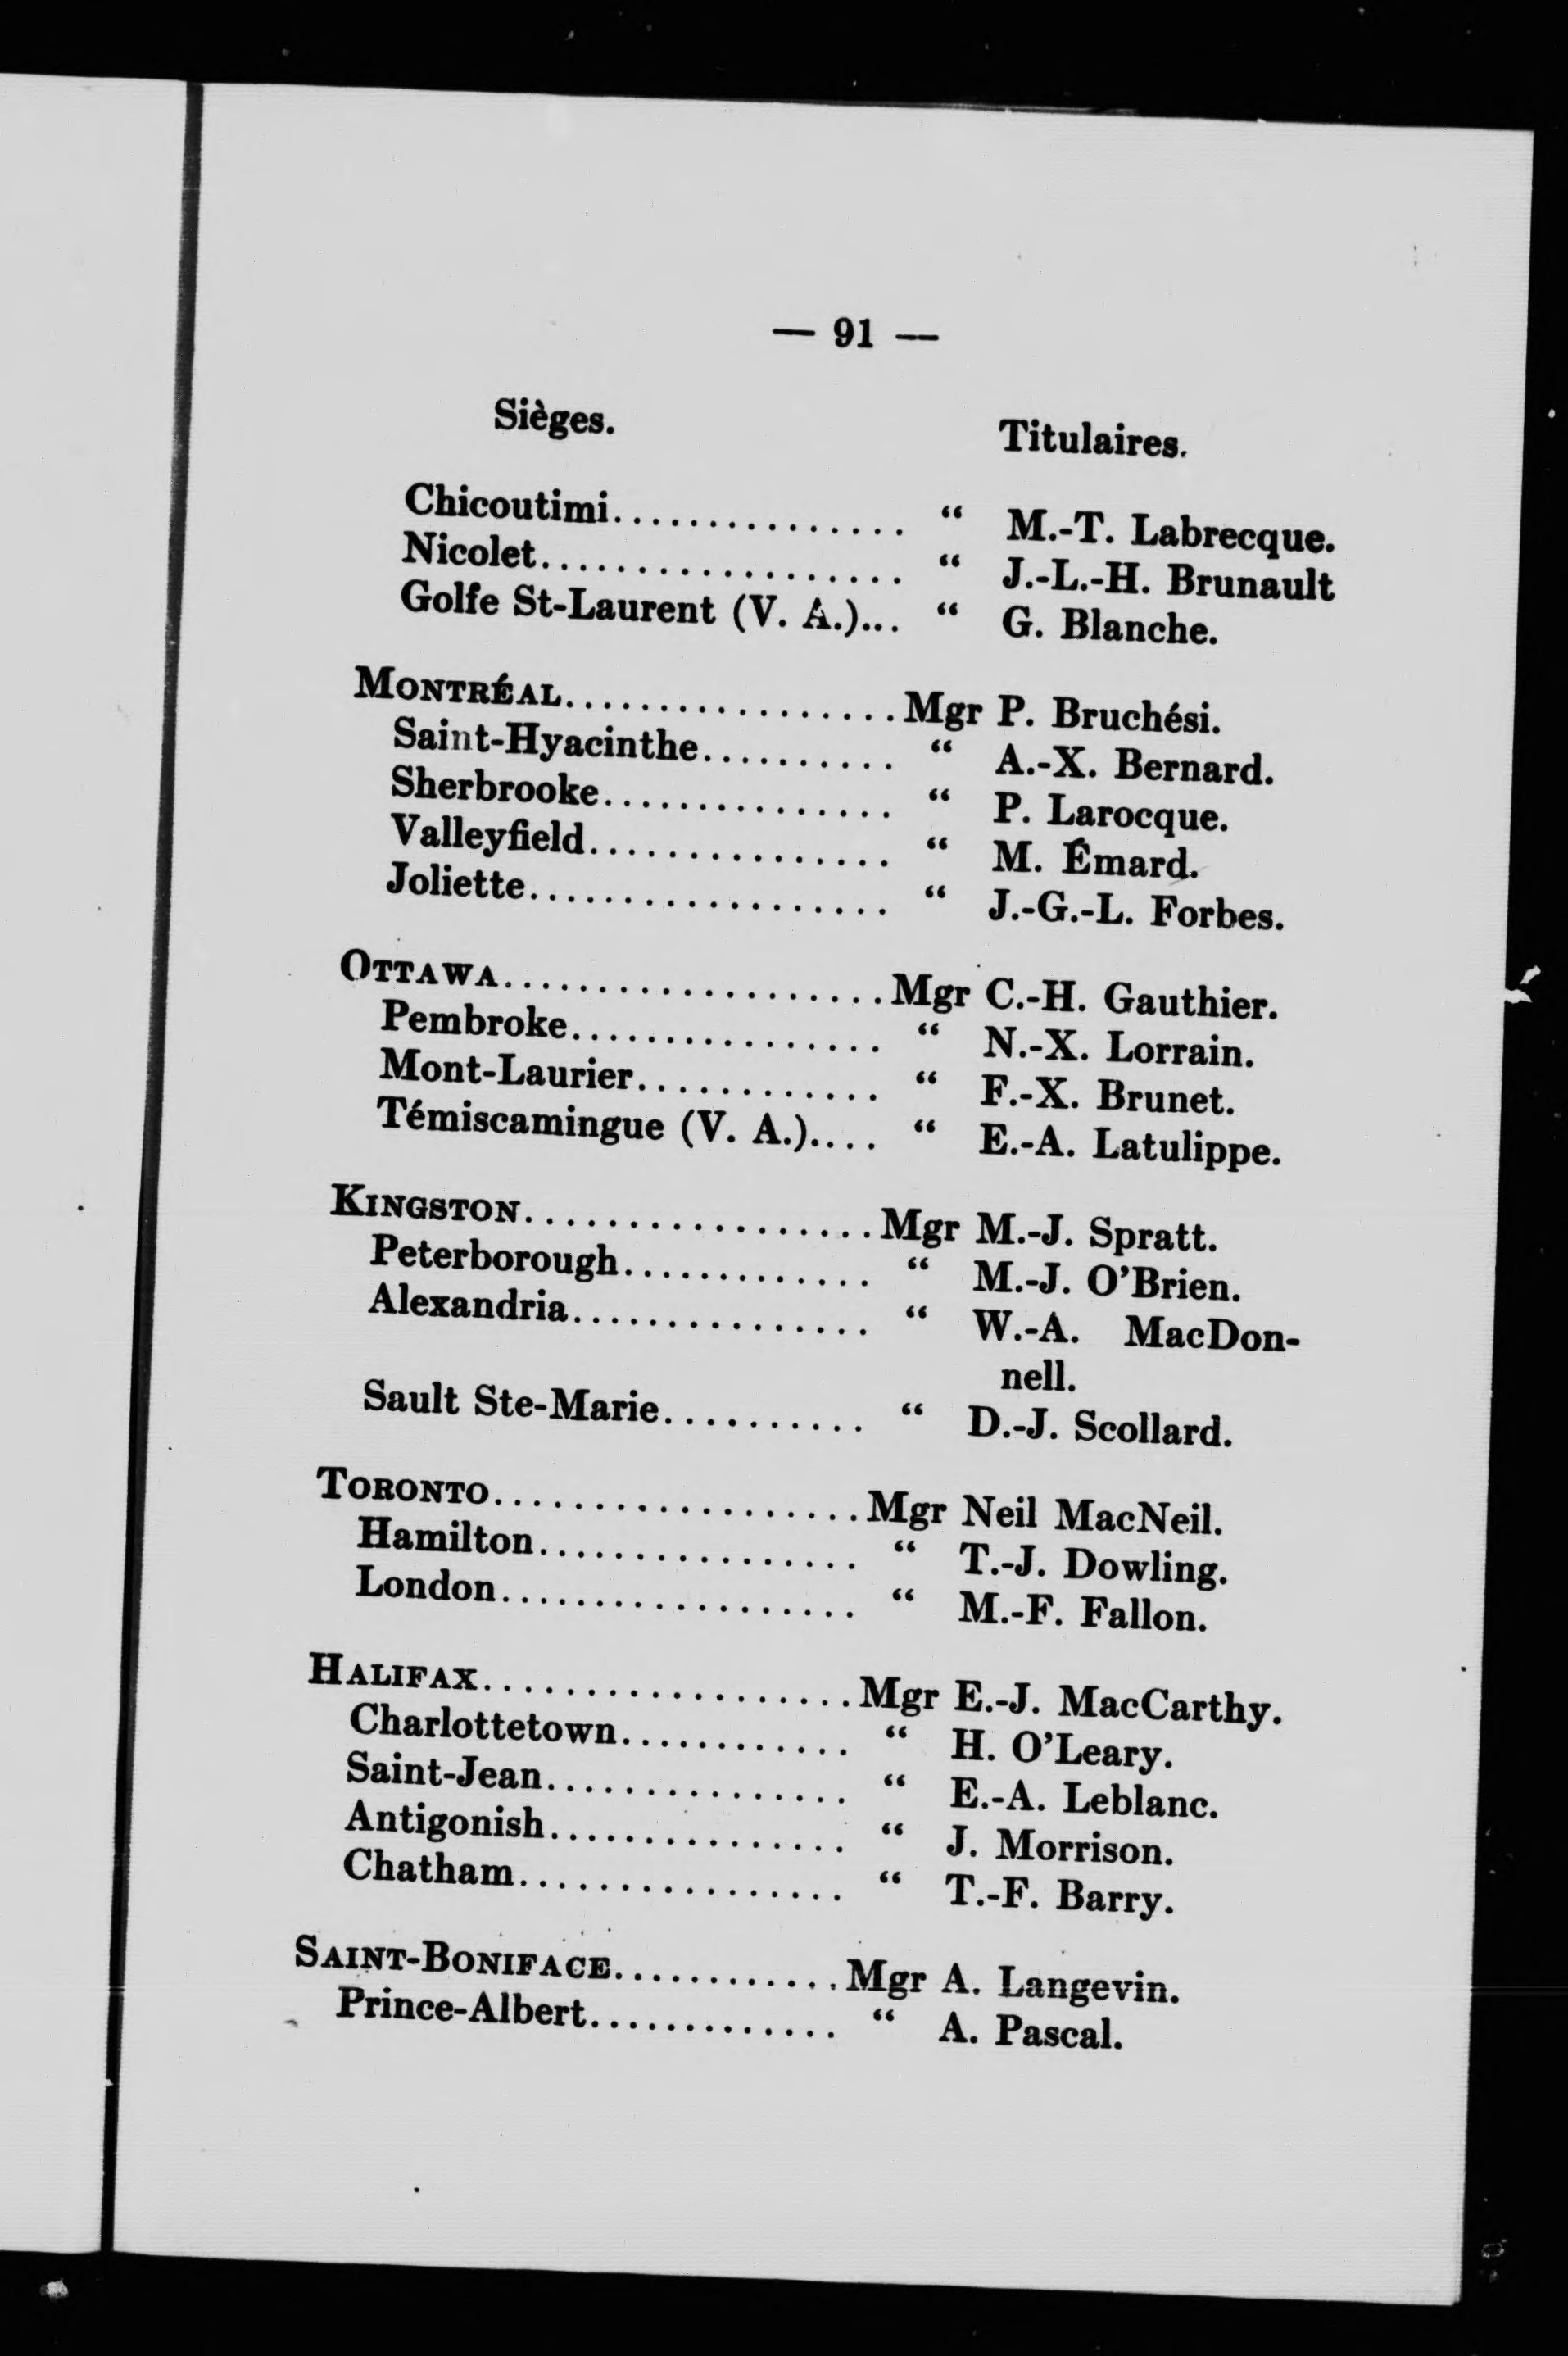 — 91 —
Sièges. Titulaires.
Chicoutimi............... “ M.-T. Labrecque.
Nicolet................... “ J.-L.-H. Brunault
Golfe St-Laurent (V. A.)... “ G. Blanche.
MONTRÉAL.................Mgr P. Bruchési.
Saint-Hyacinthe.......... “ A.-X. Bernard.
Sherbrooke............... “ P. Larocque.
Valleyfield............... “ M. Émard.
Joliette.................. “ J.-G.-L. Forbes.
OTTAWA...................Mgr C.-H. Gauthier.
Pembroke................ “ N.-X. Lorrain.
Mont-Laurier............. “ F.-X. Brunet.
Témiscamingue (V. A.).... “ E.-A. Latulippe.
KINGSTON.................Mgr M.-J. Spratt.
Peterborough............. “ M.-J. O’Brien.
Alexandria............... “ W.-A. MacDon-
nell.
Sault Ste-Marie........... “ D.-J. Scollard.
TORONTO..................Mgr Neil MacNeil.
Hamilton................. “ T.-J. Dowling.
London................... “ M.-F. Fallon.
HALIFAX..................Mgr E.-J. MacCarthy.
Charlottetown............ “ H. O’Leary.
Saint-Jean................ “ E.-A. Leblanc.
Antigonish............... “ J. Morrison.
Chatham................. “ T.-F. Barry.
SAINT-BONIFACE............Mgr A. Langevin.
Prince-Albert............. “ A. Pascal.